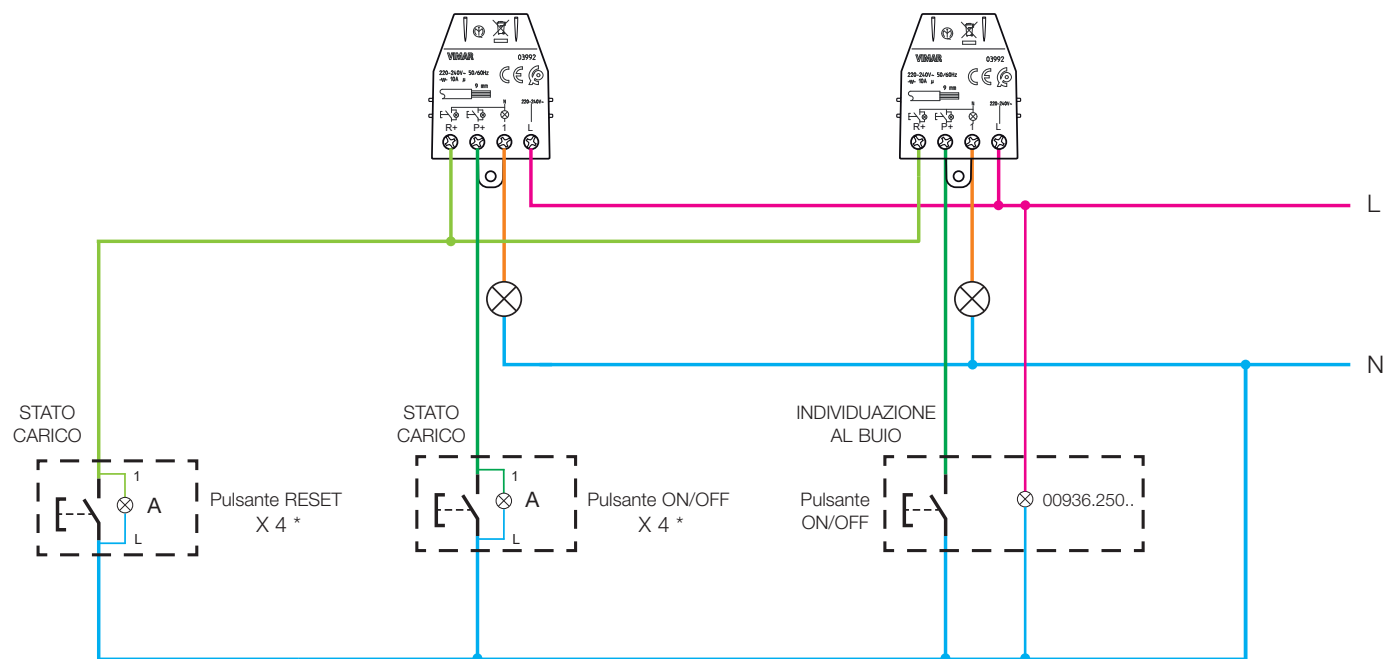 VIMAR 03992
220-240V~ 50/60Hz
10A μ
9 mm
N
220-240V~
R+ P+ 1 L
VIMAR 03992
220-240V~ 50/60Hz
10A μ
9 mm
N
220-240V~
R+ P+ 1 L
L
N
STATO
CARICO
1
A
L
Pulsante RESET
X 4 *
STATO
CARICO
1
A
L
Pulsante ON/OFF
X 4 *
INDIVIDUAZIONE
AL BUIO
Pulsante
ON/OFF
00936.250..